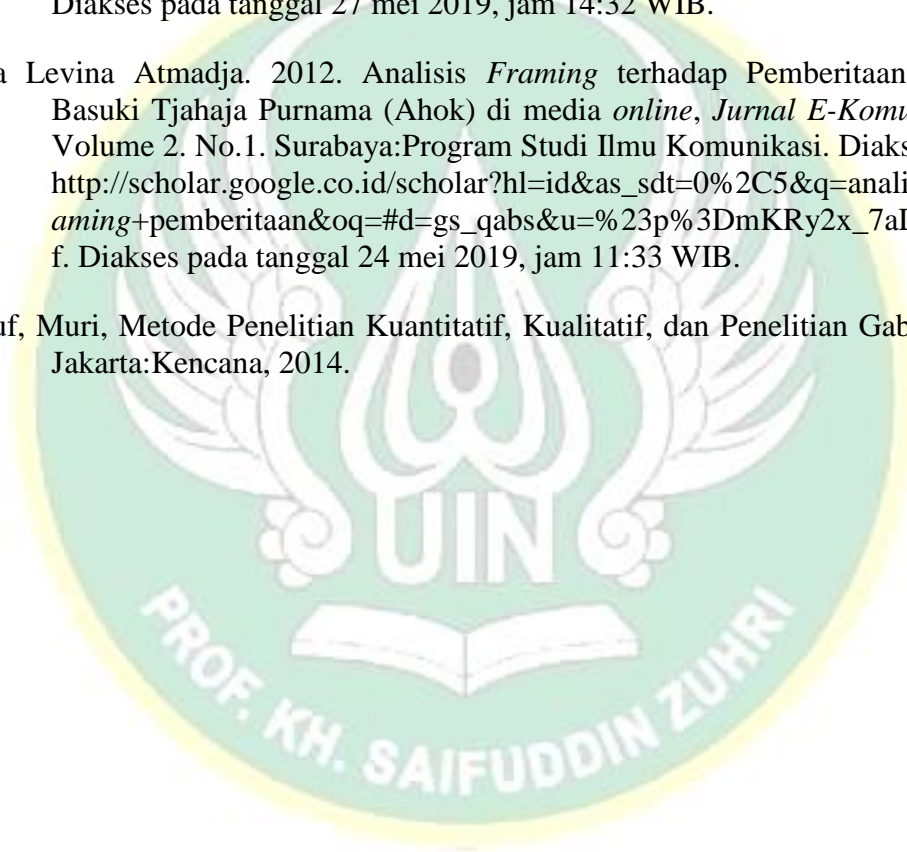 Diakses pada tanggal 27 mei 2019, jam 14:32 WIB.
a Levina Atmadja. 2012. Analisis Framing terhadap Pemberitaan
Basuki Tjahaja Purnama (Ahok) di media online, Jurnal E-Komu
Volume 2. No.1. Surabaya:Program Studi Ilmu Komunikasi. Diaks
http://scholar.google.co.id/scholar?hl=id&as_sdt=0%2C5&q=anali
aming+pemberitaan&oq=#d=gs_qabs&u=%23p%3DmKRy2x_7aD
f. Diakses pada tanggal 24 mei 2019, jam 11:33 WIB.
uf, Muri, Metode Penelitian Kuantitatif, Kualitatif, dan Penelitian Gab
Jakarta:Kencana, 2014.
UIN
PROF. KH. SAIFUDDIN ZUHRI